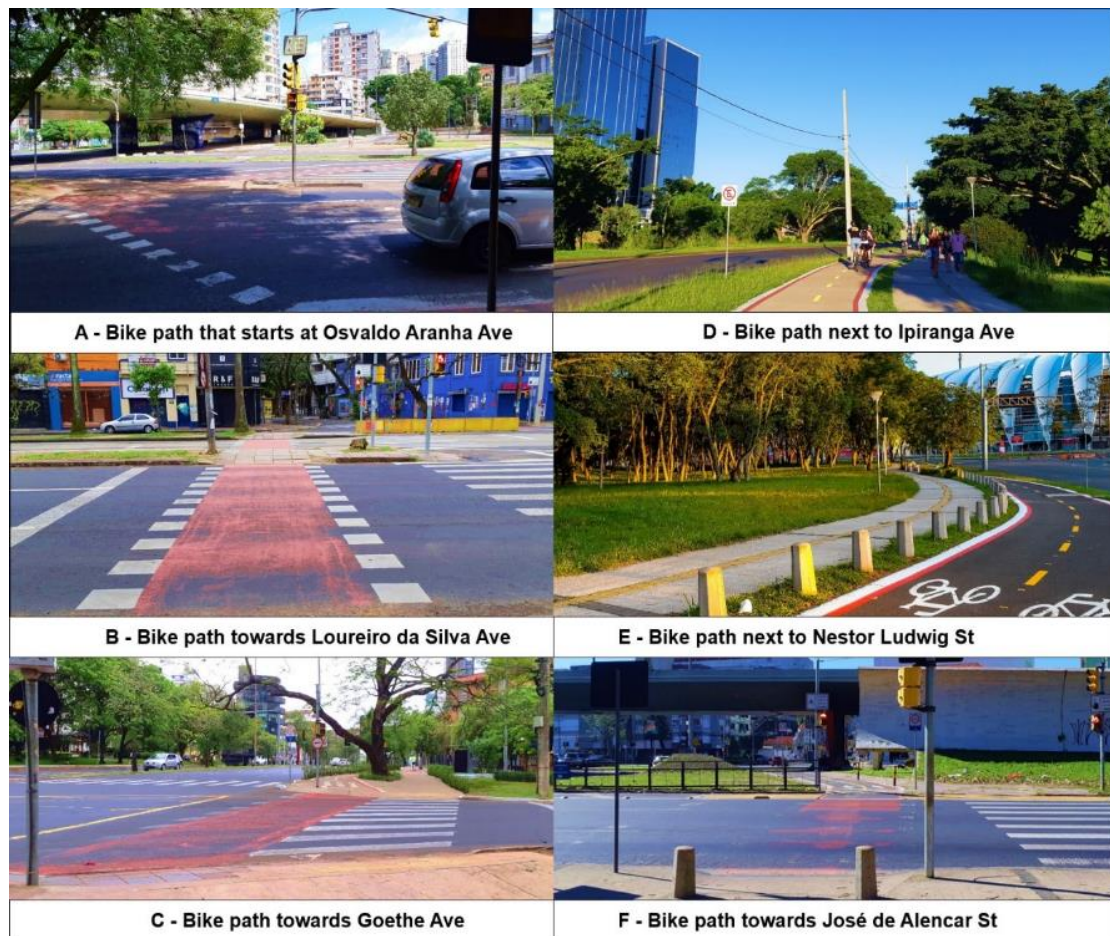 A - Bike path that starts at Osvaldo Aranha Ave
D - Bike path next to Ipiranga Ave
B - Bike path towards Loureiro da Silva Ave
E - Bike path next to Nestor Ludwig St
C - Bike path towards Goethe Ave
F - Bike path towards José de Alencar St